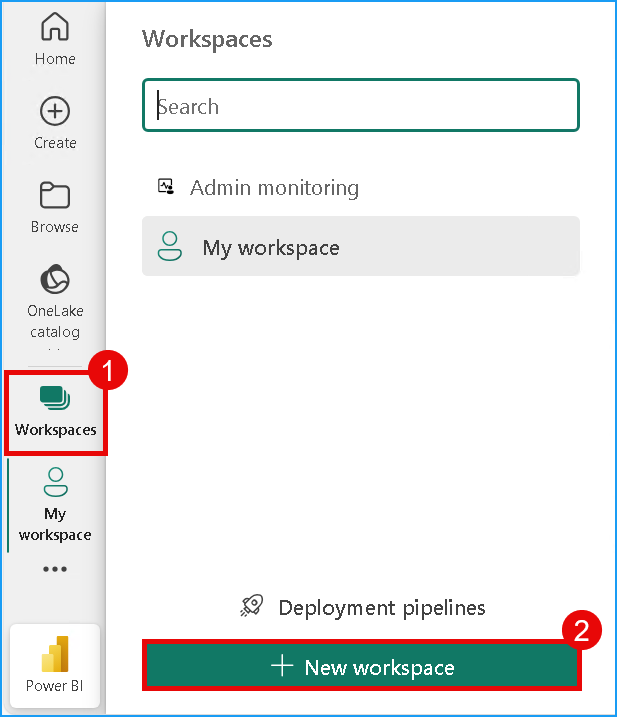 Home
Create
Browse
OneLake
catalog
1
Workspaces
My
workspace
Power BI
Workspaces
Search
Admin monitoring
My workspace
Deployment pipelines
2
New workspace